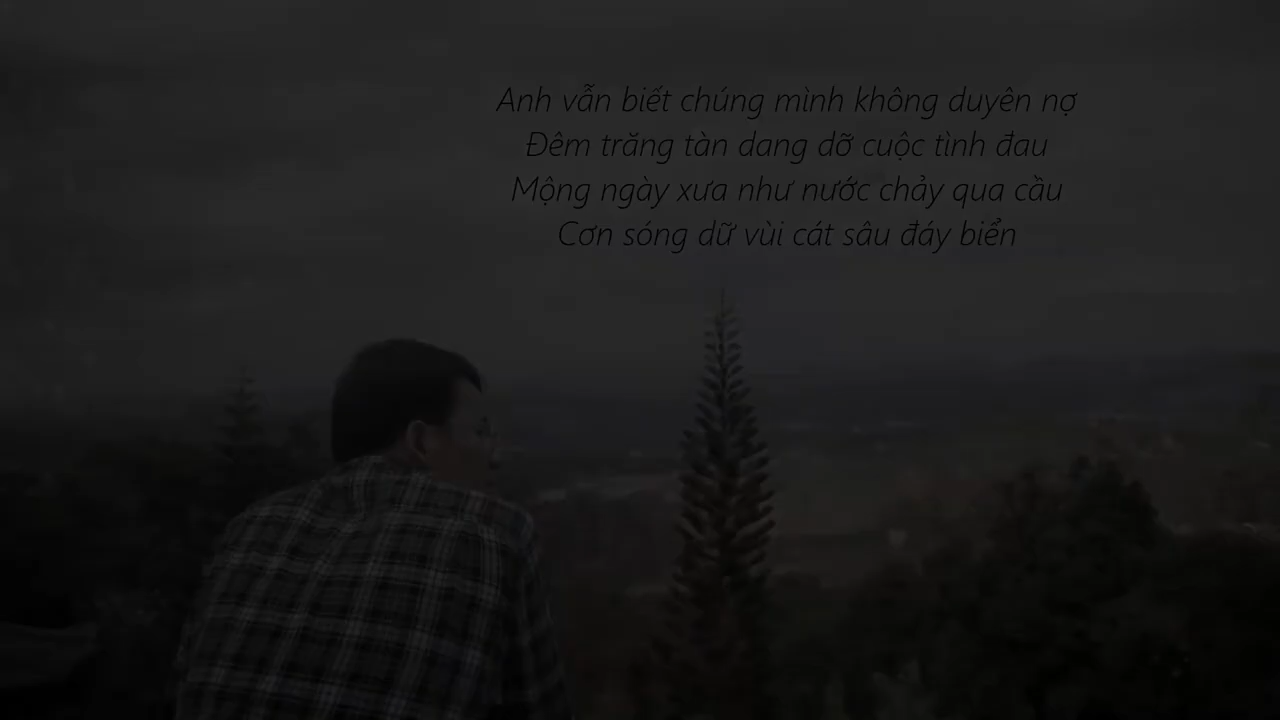 Anh vẫn biết chúng mình không duyên nợ
Đêm trăng tàn dang dỡ cuộc tình đau
Mộng ngày xưa như nước chảy qua cầu
Cơn sóng dữ vùi cát sâu đáy biển